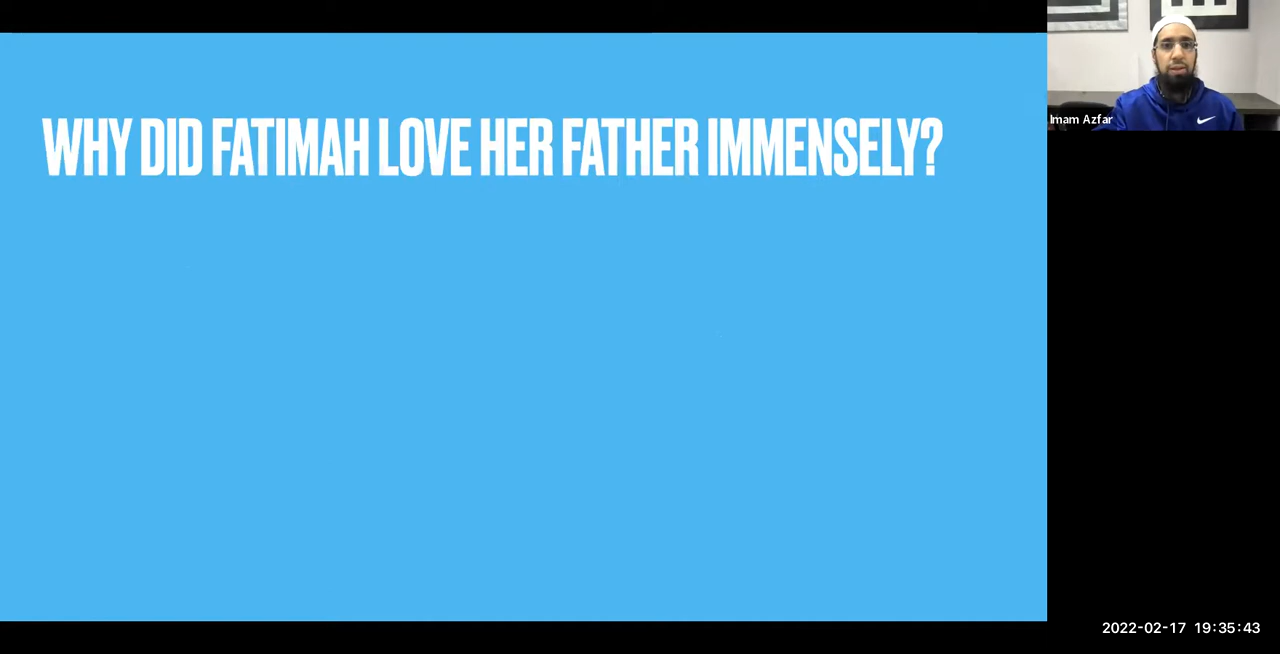 WHY DID FATIMAH LOVE HER FATHER IMMENSELY?
Imam Azfar
2022-02-17 19:35:43